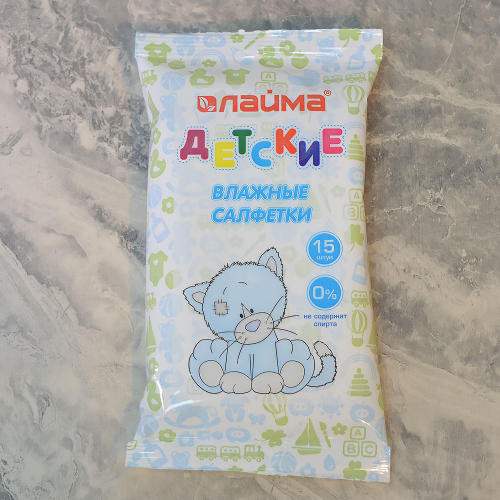 лайма®
ДЕТСКИЕ
ВЛАЖНЫЕ
САЛФЕТКИ
15
штук
0%
не содержат
спирта
A
B C